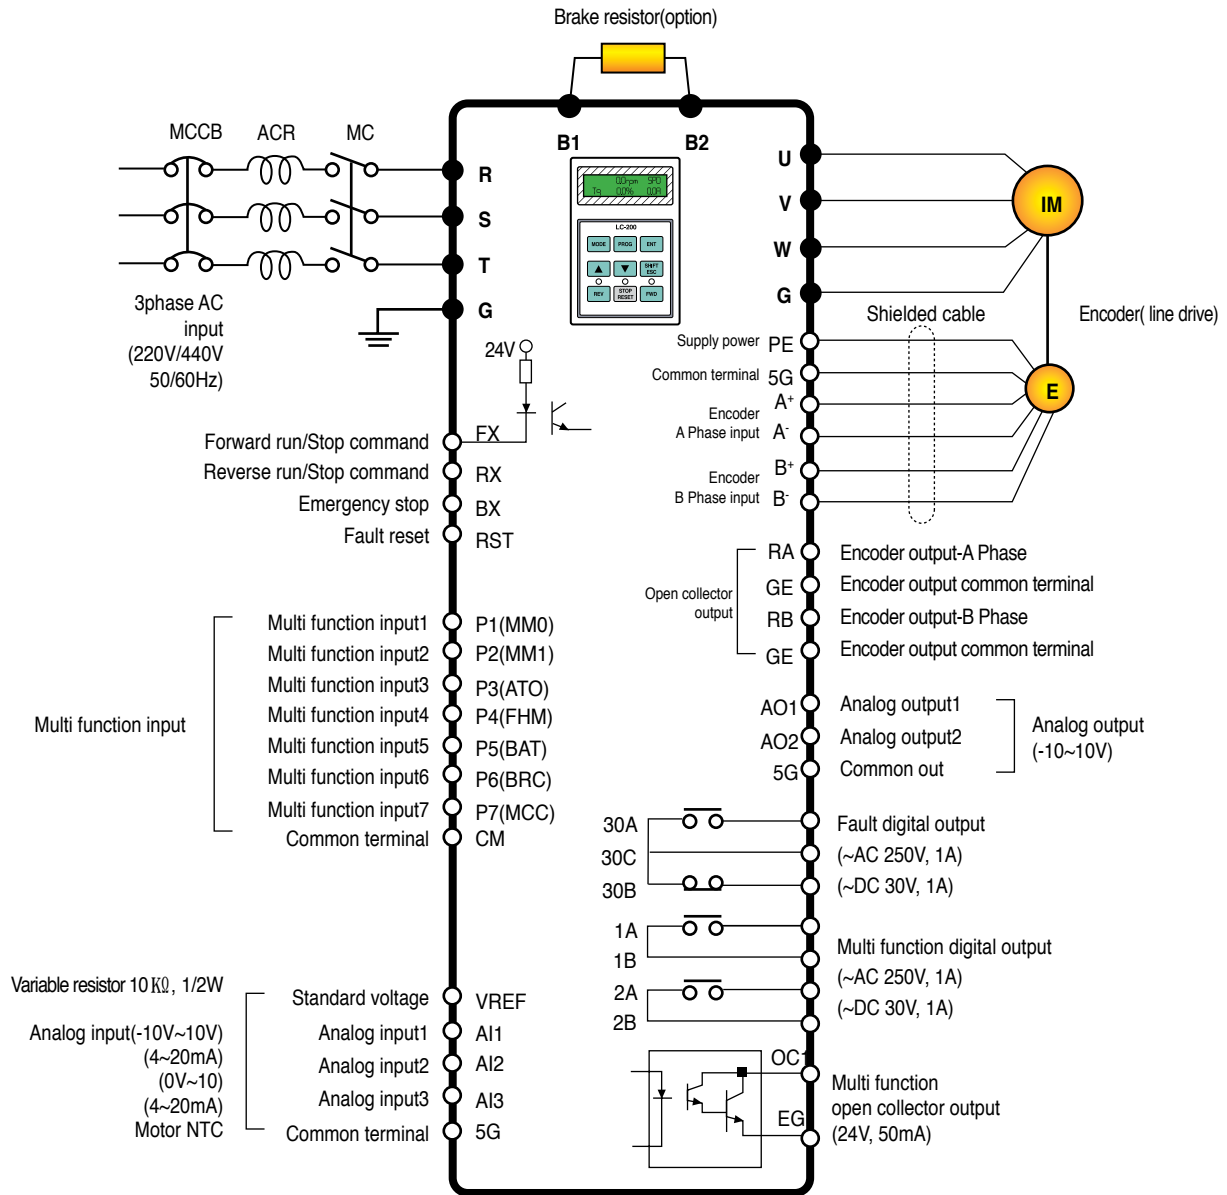 Brake resistor(option)
MCCB ACR MC
B1 B2
R
S
T
G
3phase AC
input
(220V/440V
50/60Hz)
0.0rpm SPD
Tq 0.0% 0.0A
LC-200
MODE PROG ENT
SHIFT
ESC
REV STOP
RESET FWD
U
V
W
G
IM
Shielded cable
Encoder( line drive)
E
Supply power PE
Common terminal 5G
Encoder
A Phase input
A+
A-
Encoder
B Phase input
B+
B-
24V
Forward run/Stop command FX
Reverse run/Stop command RX
Emergency stop BX
Fault reset RST
Open collector
output
RA Encoder output-A Phase
GE Encoder output common terminal
RB Encoder output-B Phase
GE Encoder output common terminal
Multi function input
Multi function input1 P1(MM0)
Multi function input2 P2(MM1)
Multi function input3 P3(ATO)
Multi function input4 P4(FHM)
Multi function input5 P5(BAT)
Multi function input6 P6(BRC)
Multi function input7 P7(MCC)
Common terminal CM
AO1 Analog output1
AO2 Analog output2
5G Common out
Analog output
(-10~10V)
30A
30C
30B
Fault digital output
(~AC 250V, 1A)
(~DC 30V, 1A)
1A
1B
2A
2B
Multi function digital output
(~AC 250V, 1A)
(~DC 30V, 1A)
Variable resistor 10㏀, 1/2W
Analog input(-10V~10V)
(4~20mA)
(0V~10)
(4~20mA)
Motor NTC
Standard voltage VREF
Analog input1 AI1
Analog input2 AI2
Analog input3 AI3
Common terminal 5G
OC1
EG
Multi function
open collector output
(24V, 50mA)